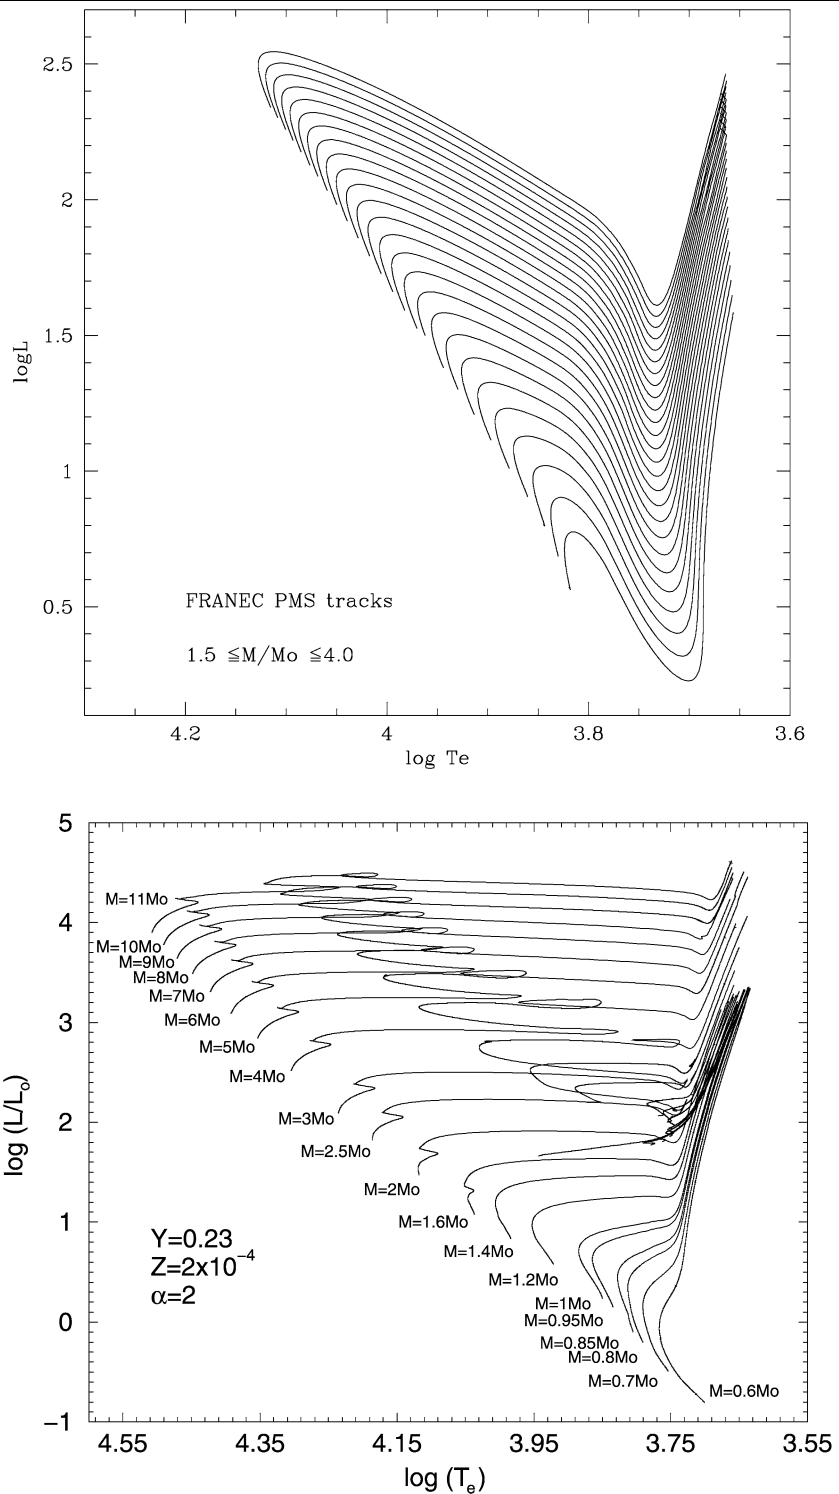 2.5
2
1.5
1
0.5
logL
FRANEC PMS tracks
1.5 ≦M/Mo ≦4.0
4.2 4 3.8 3.6
log Te
5
4
3
2
1
0
−1
log (L/Lo)
M=11Mo
M=10Mo
M=9Mo
M=8Mo
M=7Mo
M=6Mo
M=5Mo
M=4Mo
M=3Mo
M=2.5Mo
M=2Mo
M=1.6Mo
M=1.4Mo
M=1.2Mo
M=1Mo
M=0.95Mo
M=0.85Mo
M=0.8Mo
M=0.7Mo
M=0.6Mo
Y=0.23
Z=2x10⁻⁴
α=2
4.55 4.35 4.15 3.95 3.75 3.55
log (Te)